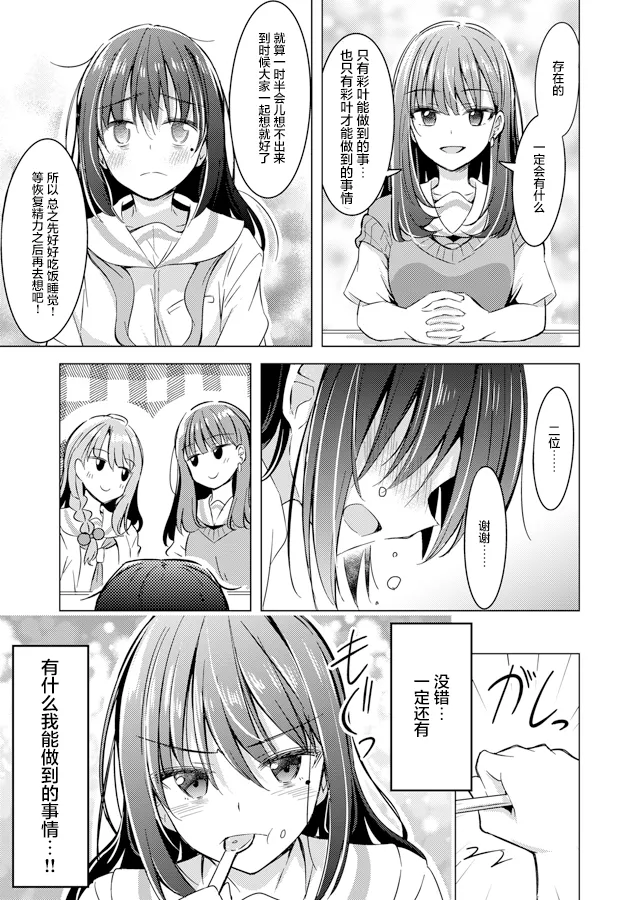 存在的
一定会有什么
只有彩叶能做到的事…
也只有彩叶才能做到的事情
就算一时半会儿想不出来
到时候大家一起想就好了
所以 总之先好好吃饭睡觉！
等恢复精力之后再去想吧！
二位……
谢谢……
没错…
一定还有
ガしっ
もぐ
有什么我能做到的事情…!!